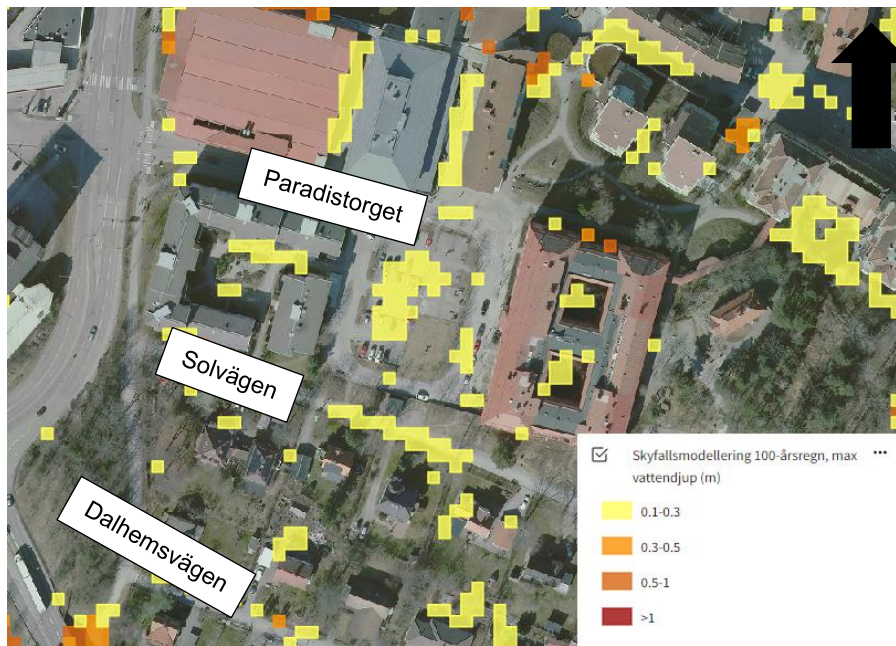 Paradistorget
Solvägen
Dalhemsvägen
Skyfallsmodellering 100-årsregn, max
vattendjup (m)
0.1-0.3
0.3-0.5
0.5-1
>1